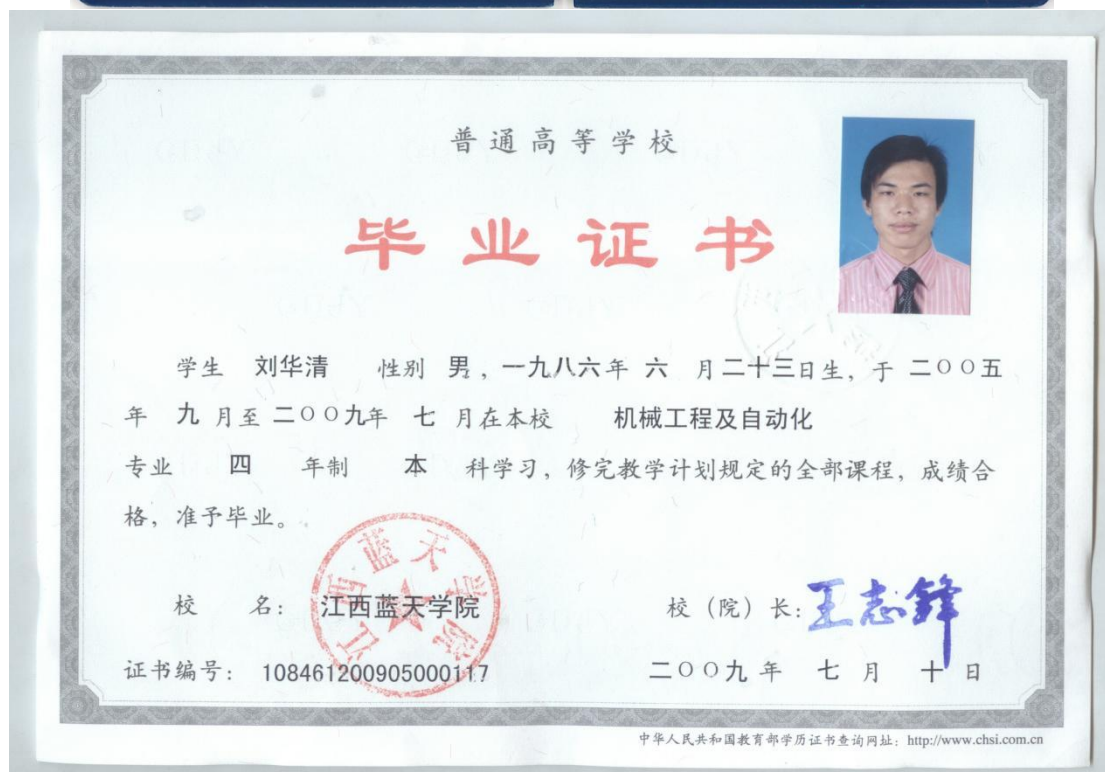 普通高等学校
毕业证书
学生 刘华清 性别 男，一九八六年 六 月二十三日生，于 二〇〇五
年 九 月至 二〇〇九年 七 月在本校 机械工程及自动化
专业 四 年制 本 科学习，修完教学计划规定的全部课程，成绩合
格，准予毕业。
江西蓝天学院
校 名：江西蓝天学院 校（院）长：王志锋
证书编号：108461200905000117 二〇〇九 年 七 月 十 日
中华人民共和国教育部学历证书查询网址：http://www.chsi.com.cn